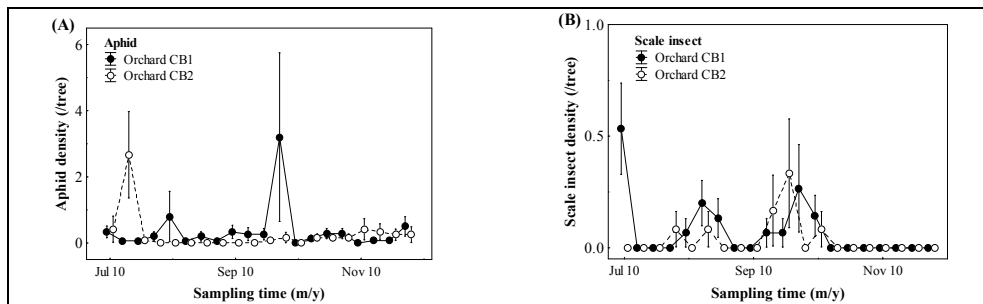 (A)
Aphid
Orchard CB1
Orchard CB2
Aphid density (/tree)
6
4
2
0
Jul 10
Sep 10
Nov 10
Sampling time (m/y)
(B)
Scale insect
Orchard CB1
Orchard CB2
Scale insect density (/tree)
1.0
0.5
0.0
Jul 10
Sep 10
Nov 10
Sampling time (m/y)